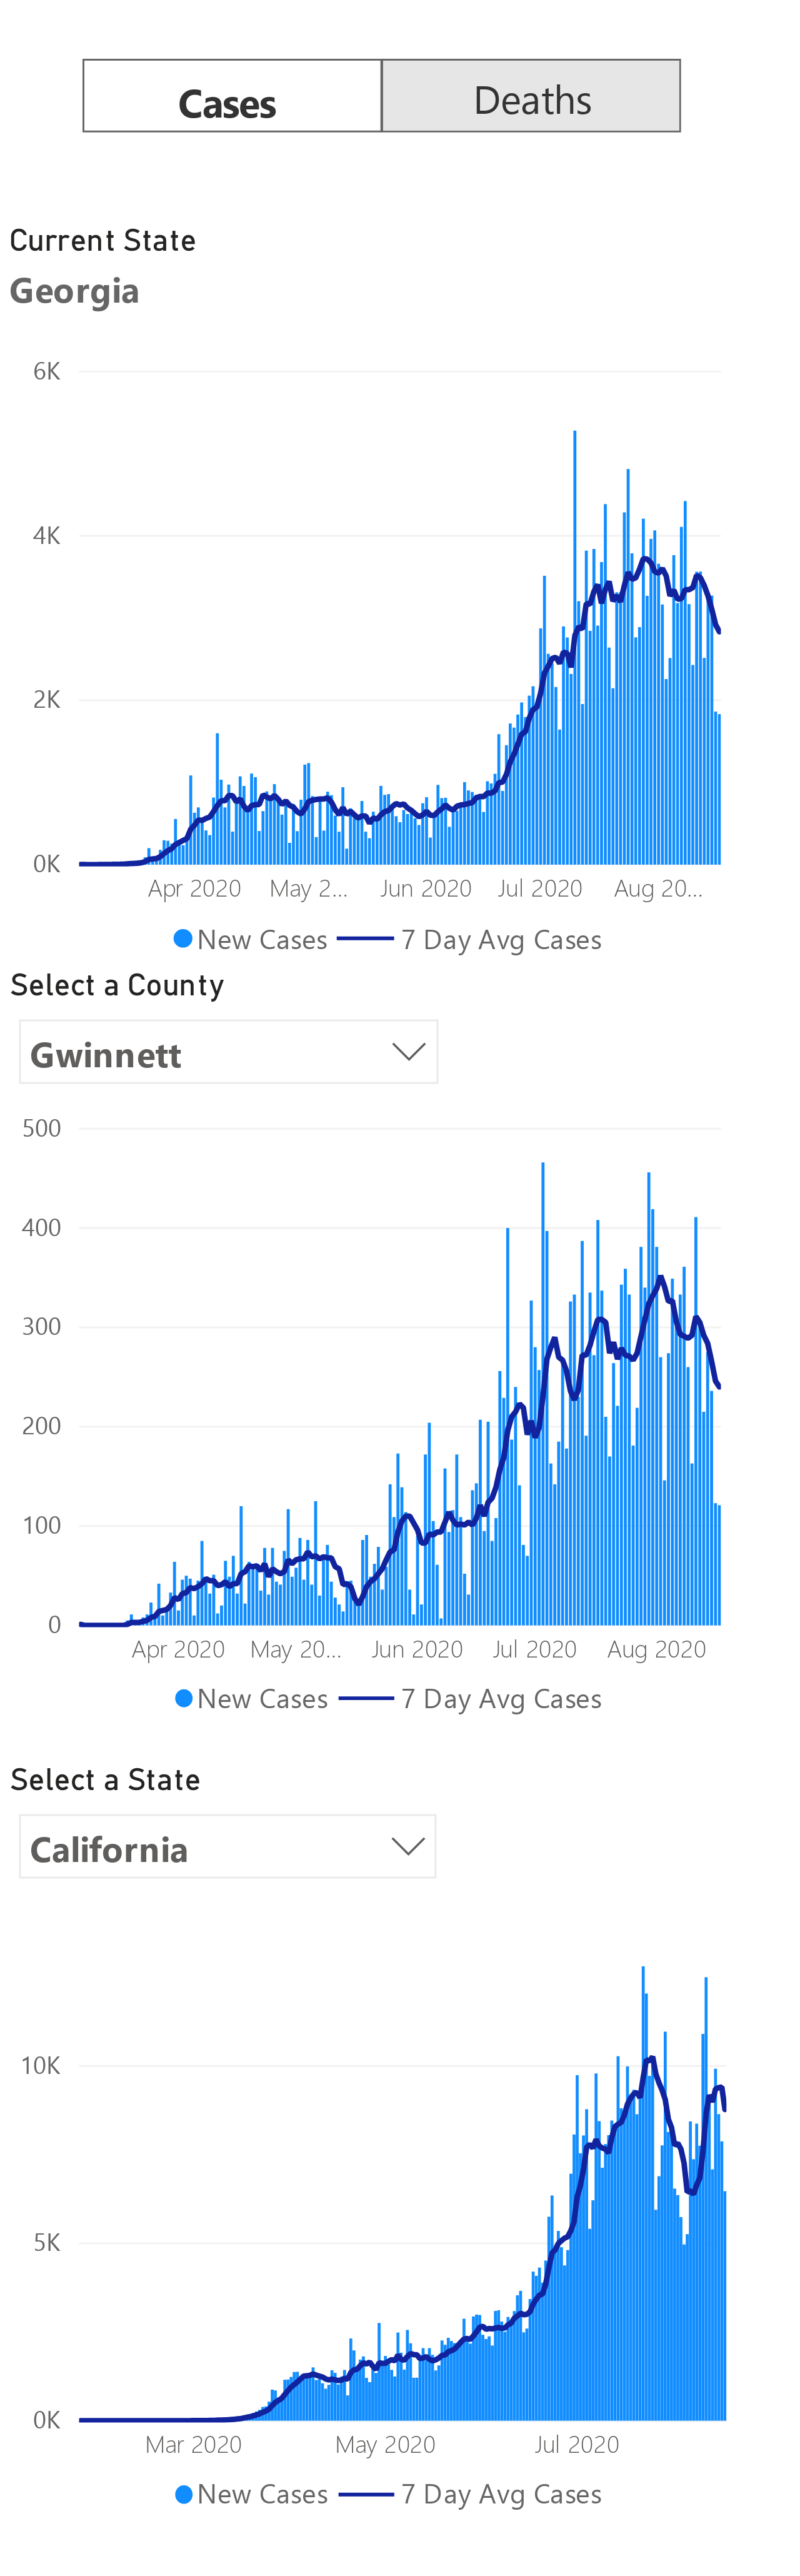 Cases Deaths
Current State
Georgia
6K
4K
2K
0K
Apr 2020 May 2... Jun 2020 Jul 2020 Aug 20...
New Cases 7 Day Avg Cases
Select a County
Gwinnett
500
400
300
200
100
0
Apr 2020 May 20... Jun 2020 Jul 2020 Aug 2020
New Cases 7 Day Avg Cases
Select a State
California
10K
5K
0K
Mar 2020 May 2020 Jul 2020
New Cases 7 Day Avg Cases